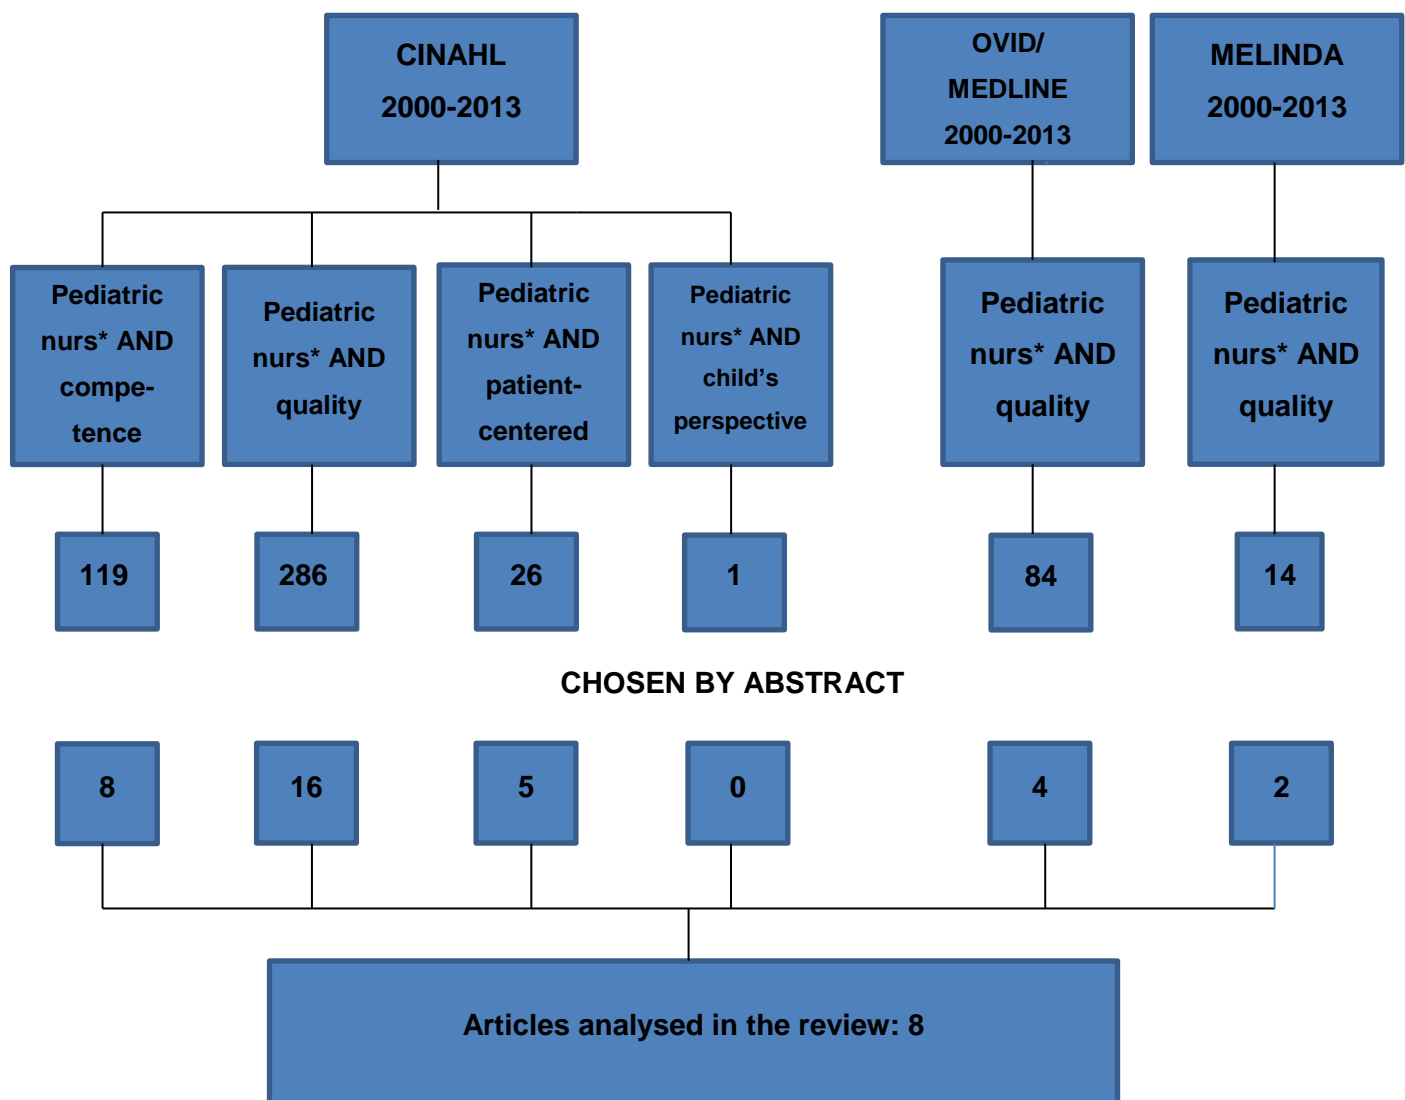 CINAHL
2000-2013
OVID/
MEDLINE
2000-2013
MELINDA
2000-2013
Pediatric
nurs* AND
compe-
tence
Pediatric
nurs* AND
quality
Pediatric
nurs* AND
patient-
centered
Pediatric
nurs* AND
child’s
perspective
Pediatric
nurs* AND
quality
Pediatric
nurs* AND
quality
119
286
26
1
84
14
CHOSEN BY ABSTRACT
8
16
5
0
4
2
Articles analysed in the review: 8